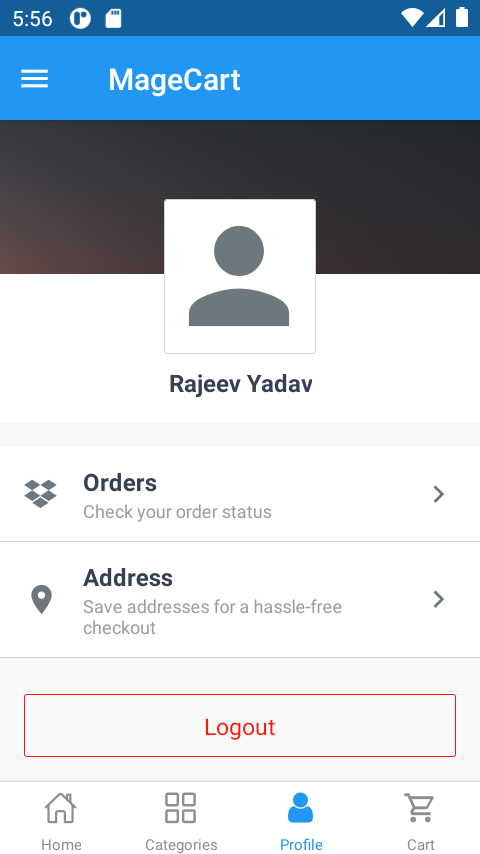 5:56
MageCart
Rajeev Yadav
Orders
Check your order status
Address
Save addresses for a hassle-free
checkout
Logout
Home
Categories
Profile
Cart